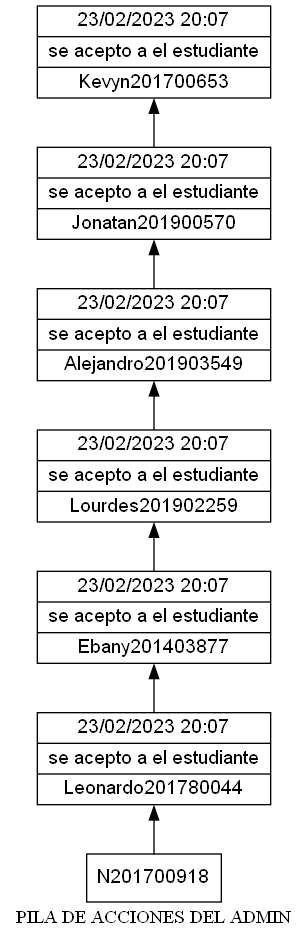 23/02/2023 20:07
se acepto a el estudiante
Kevyn201700653
23/02/2023 20:07
se acepto a el estudiante
Jonatan201900570
23/02/2023 20:07
se acepto a el estudiante
Alejandro201903549
23/02/2023 20:07
se acepto a el estudiante
Lourdes201902259
23/02/2023 20:07
se acepto a el estudiante
Ebany201403877
23/02/2023 20:07
se acepto a el estudiante
Leonardo201780044
N201700918
PILA DE ACCIONES DEL ADMIN